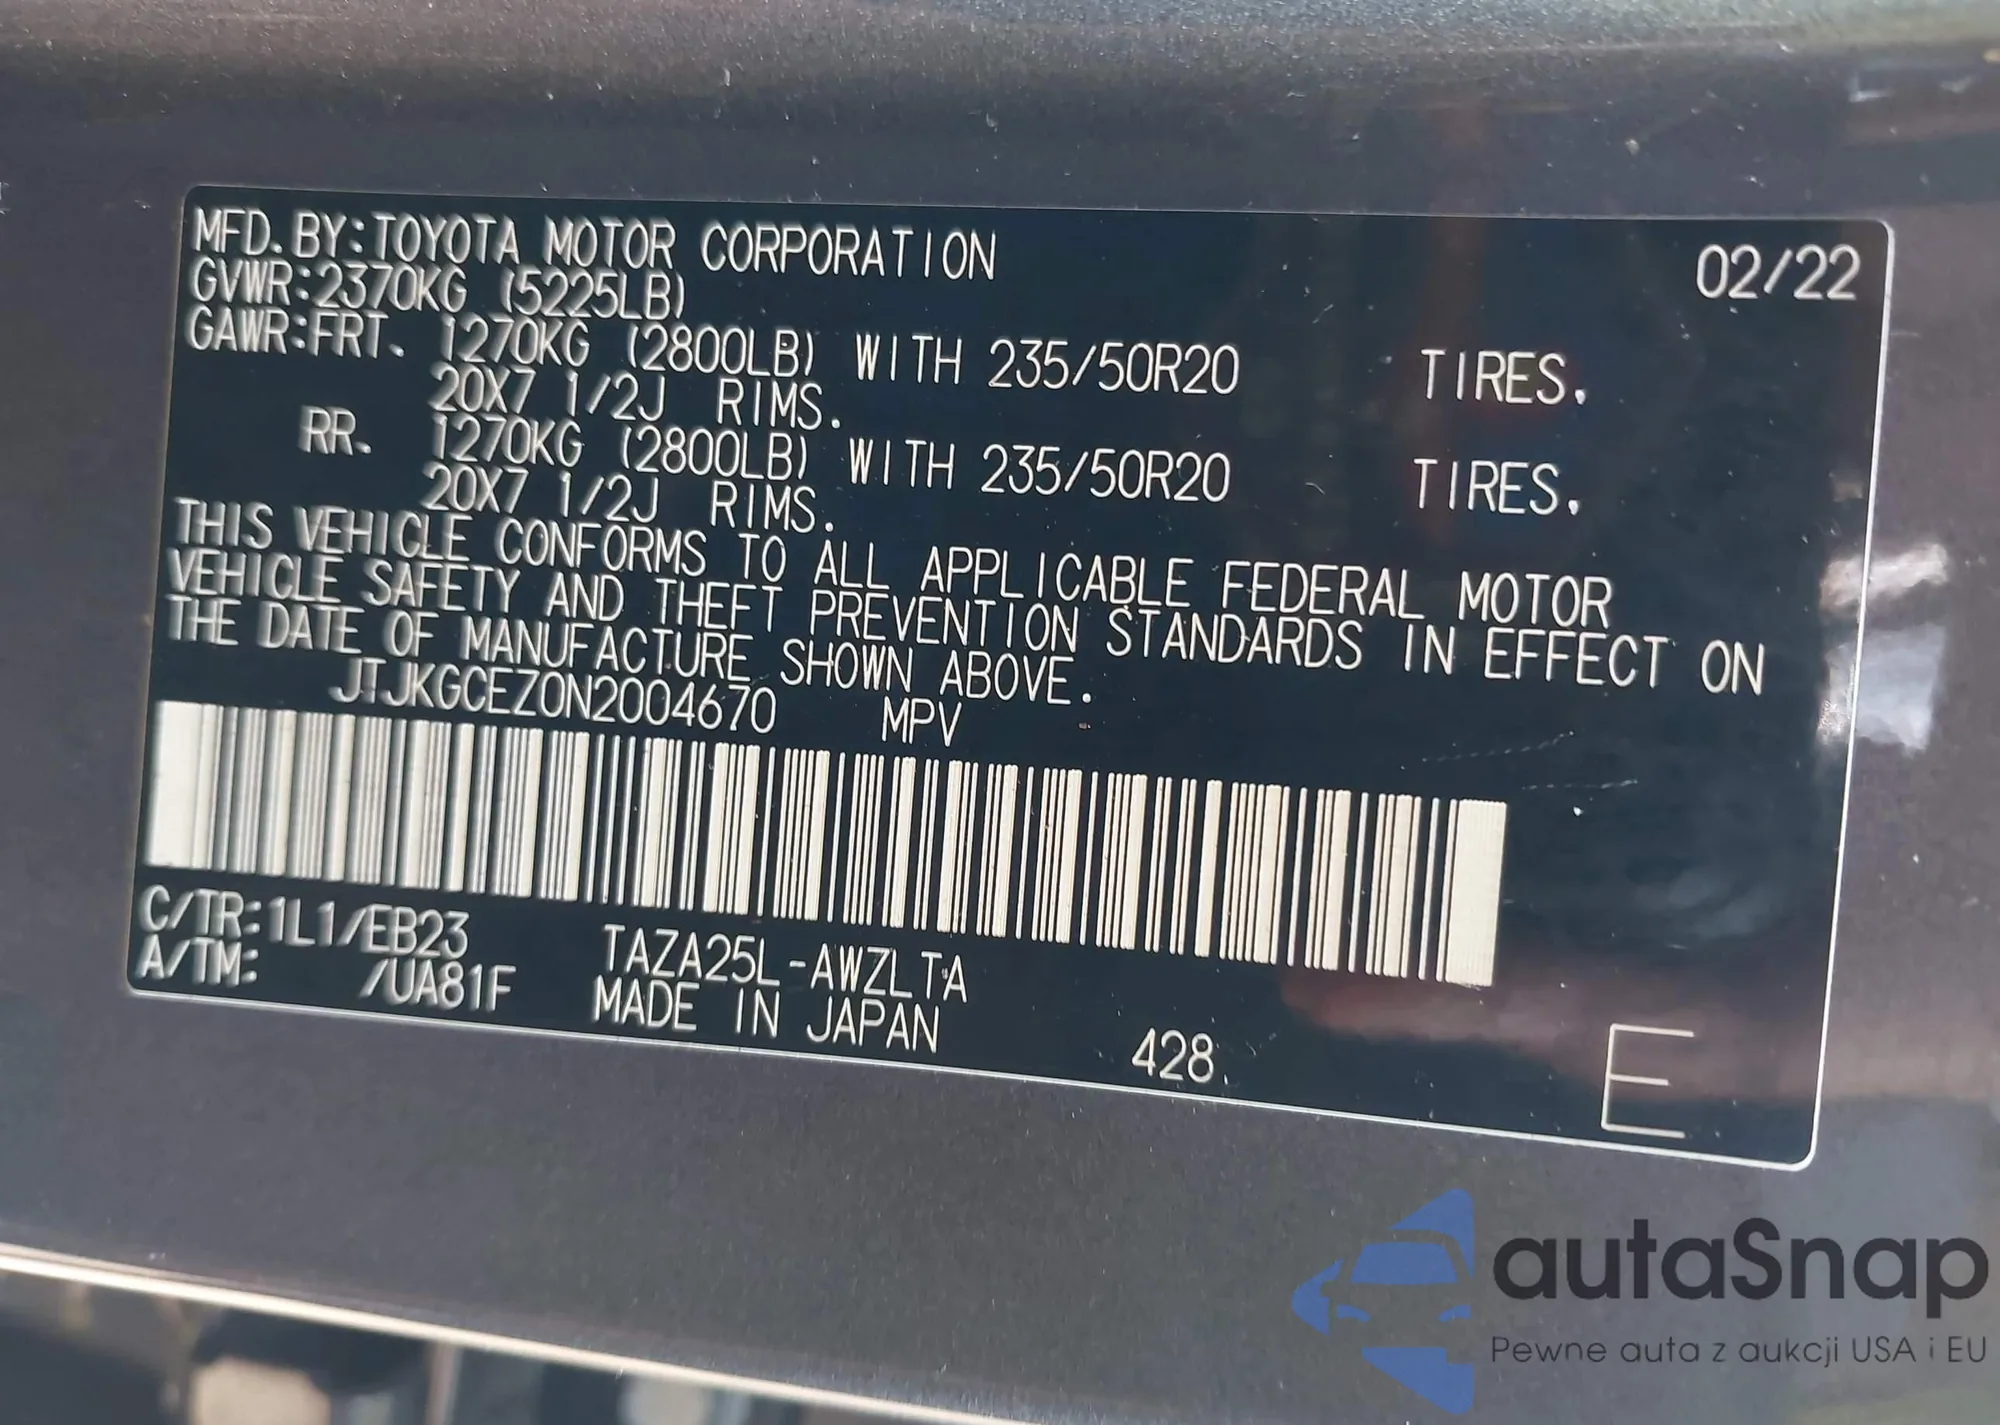 MFD. BY:TOYOTA MOTOR CORPORATION 02/22
GVWR:2370KG (5225LB)
GAWR:FRT. 1270KG (2800LB) WITH 235/50R20 TIRES.
20X7 1/2J RIMS.
RR. 1270KG (2800LB) WITH 235/50R20 TIRES.
20X7 1/2J RIMS.
THIS VEHICLE CONFORMS TO ALL APPLICABLE FEDERAL MOTOR
VEHICLE SAFETY AND THEFT PREVENTION STANDARDS IN EFFECT ON
THE DATE OF MANUFACTURE SHOWN ABOVE.
JTJKGCEZ0N2004670 MPV
C/TR:1L1/EB23 TAZA25L-AWZLTA
A/TM: /UA81F MADE IN JAPAN 428
E
autaSnap
Pewne auta z aukcji USA i EU